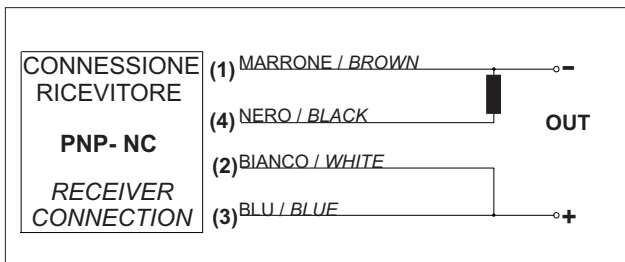 CONNESSIONE
RICEVITORE
PNP- NC
RECEIVER
CONNECTION
(1) MARRONE / BROWN
(4) NERO / BLACK
(2) BIANCO / WHITE
(3) BLU / BLUE
-
OUT
+